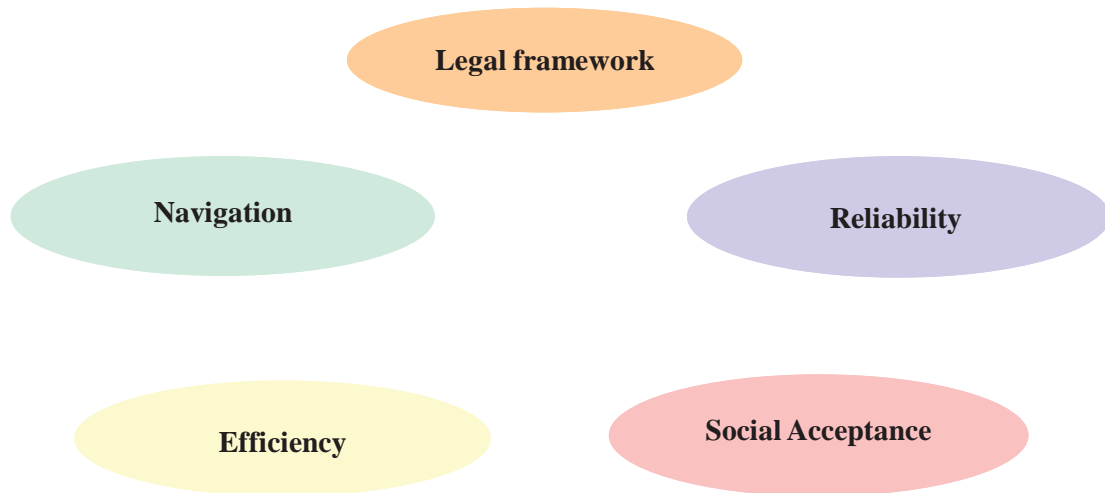 Legal framework
Navigation
Reliability
Efficiency
Social Acceptance